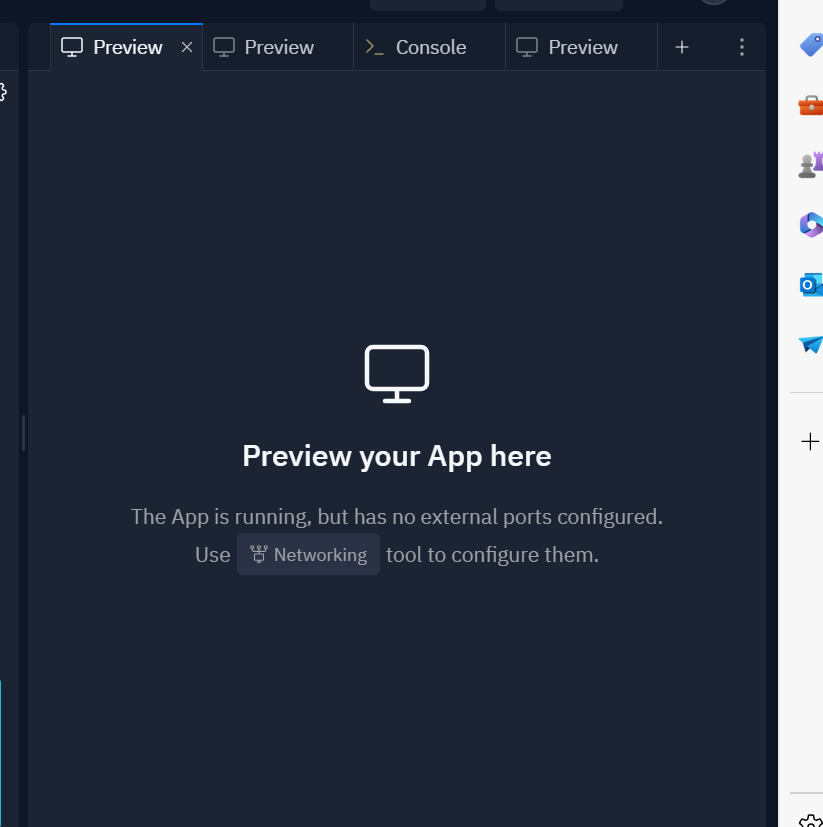 Preview
Preview
Console
Preview
Preview your App here
The App is running, but has no external ports configured.
Use Networking tool to configure them.